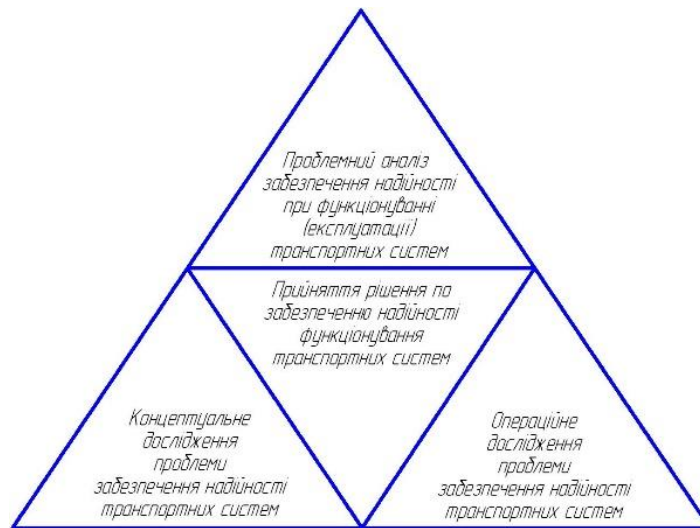 Проблемний аналіз
забезпечення надійності
при функціонуванні
(експлуатації)
транспортних систем
Прийняття рішення по
забезпеченню надійності
функціонування
транспортних систем
Концептуальне
дослідження
проблеми
забезпечення надійності
транспортних систем
Операційне
дослідження
проблеми
забезпечення надійності
транспортних систем